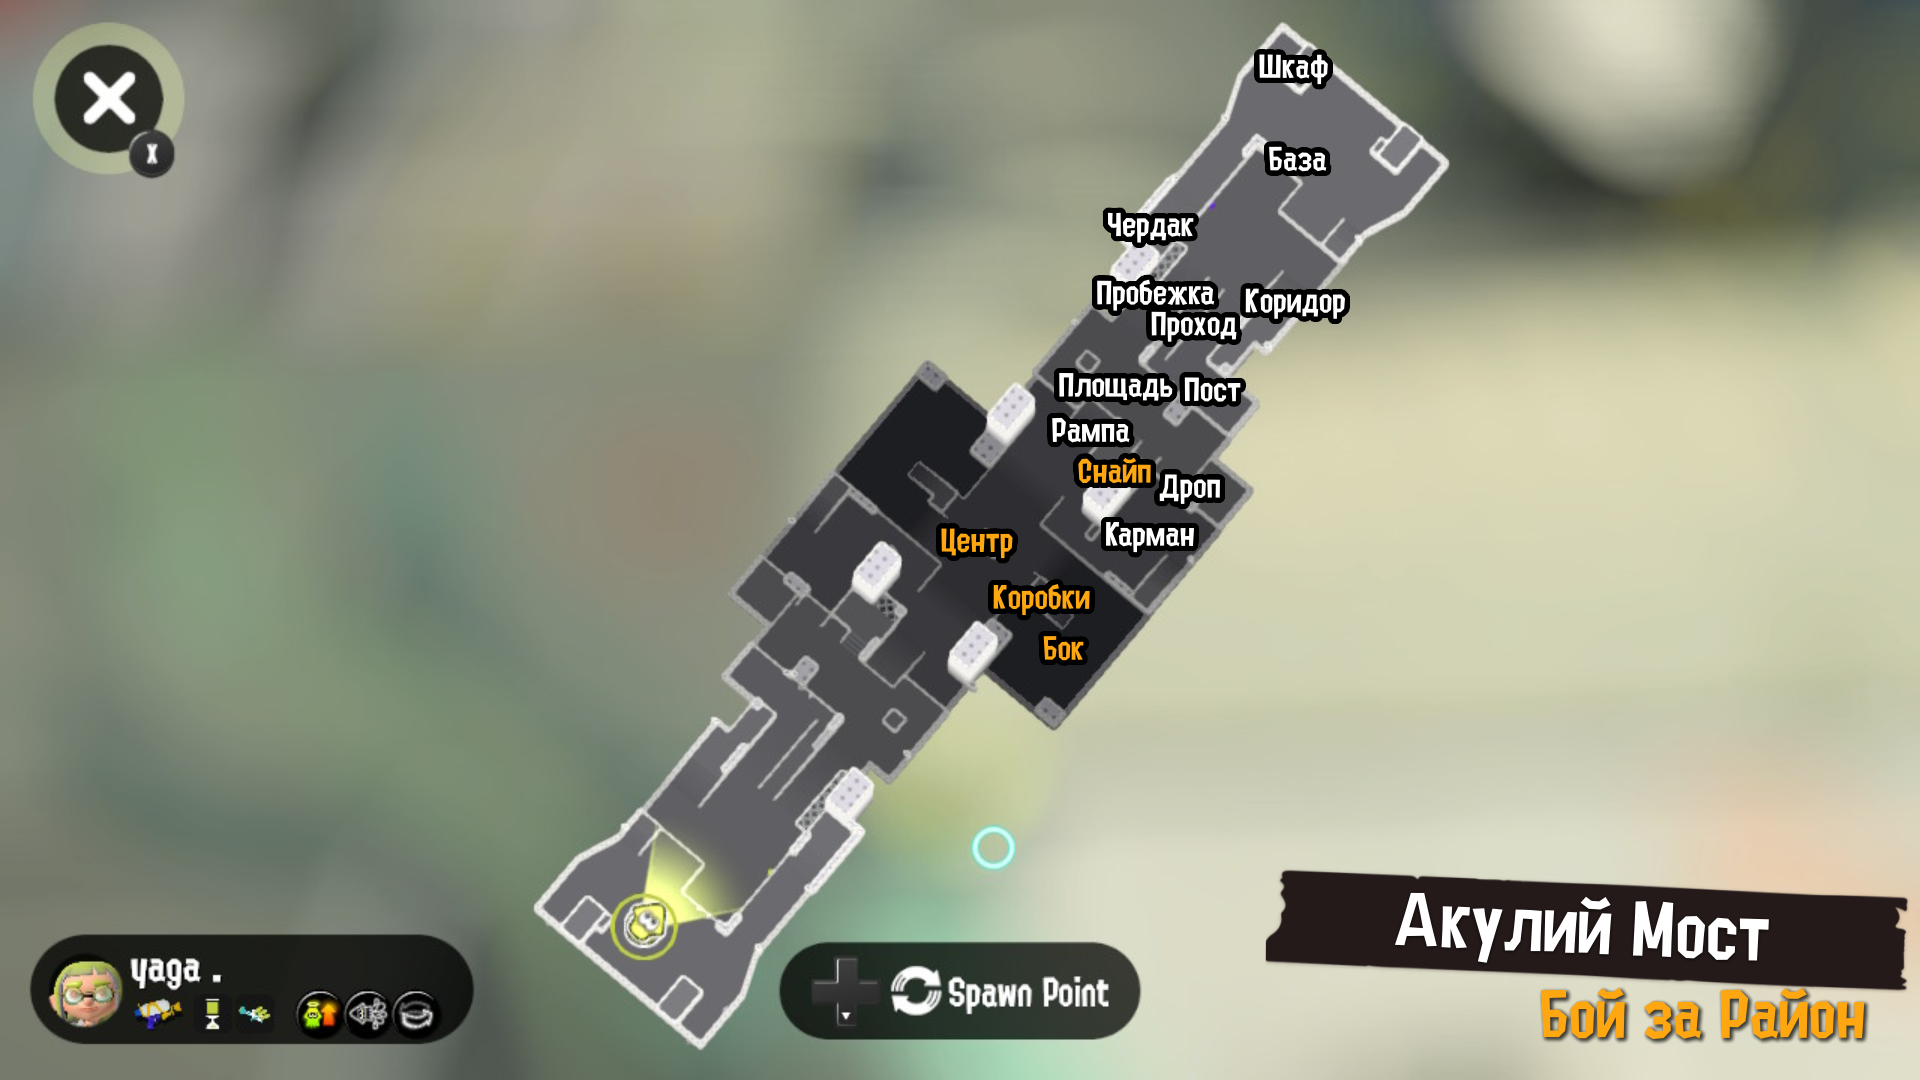 Шкаф
X
База
Чердак
Пробежка
Коридор
Проход
Площадь
Пост
Рампа
Снайп
Дроп
Карман
Центр
Коробки
Бок
Акулий Мост
Бой за Район
yaga .
Spawn Point